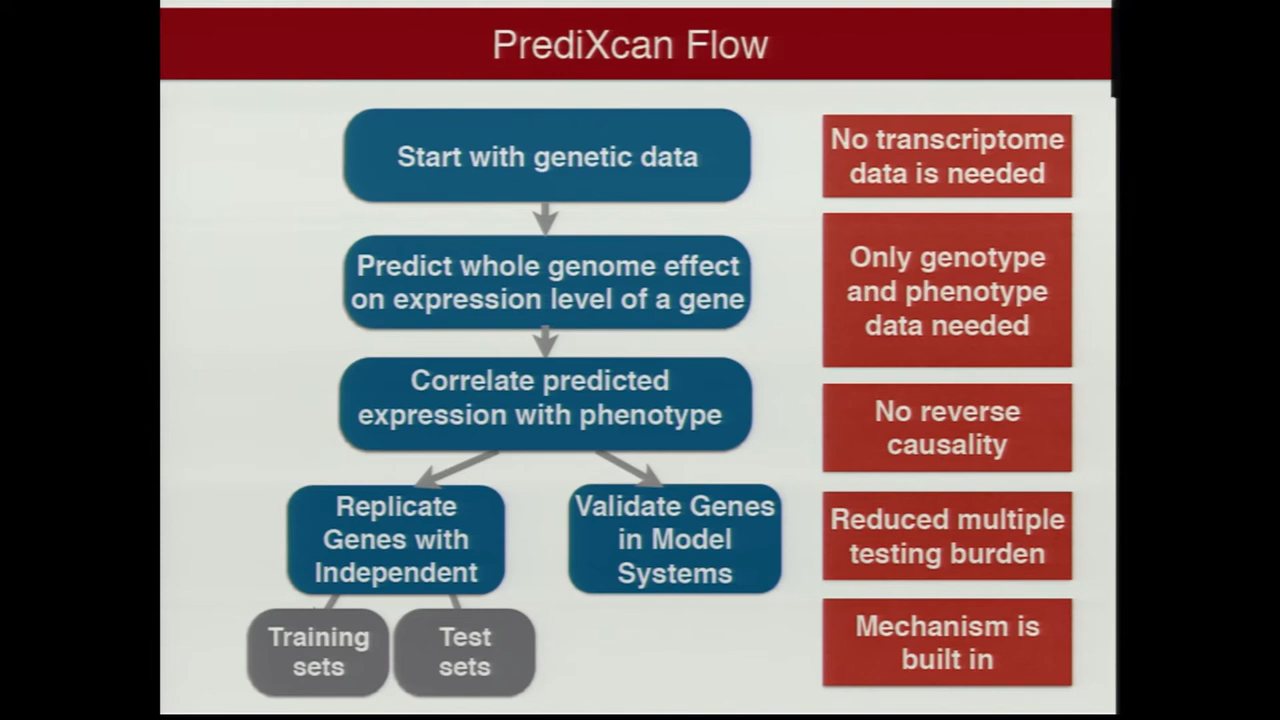 PrediXcan Flow
Start with genetic data
Predict whole genome effect
on expression level of a gene
Correlate predicted
expression with phenotype
Replicate
Genes with
Independent
Validate Genes
in Model
Systems
Training
sets
Test
sets
No transcriptome
data is needed
Only genotype
and phenotype
data needed
No reverse
causality
Reduced multiple
testing burden
Mechanism is
built in